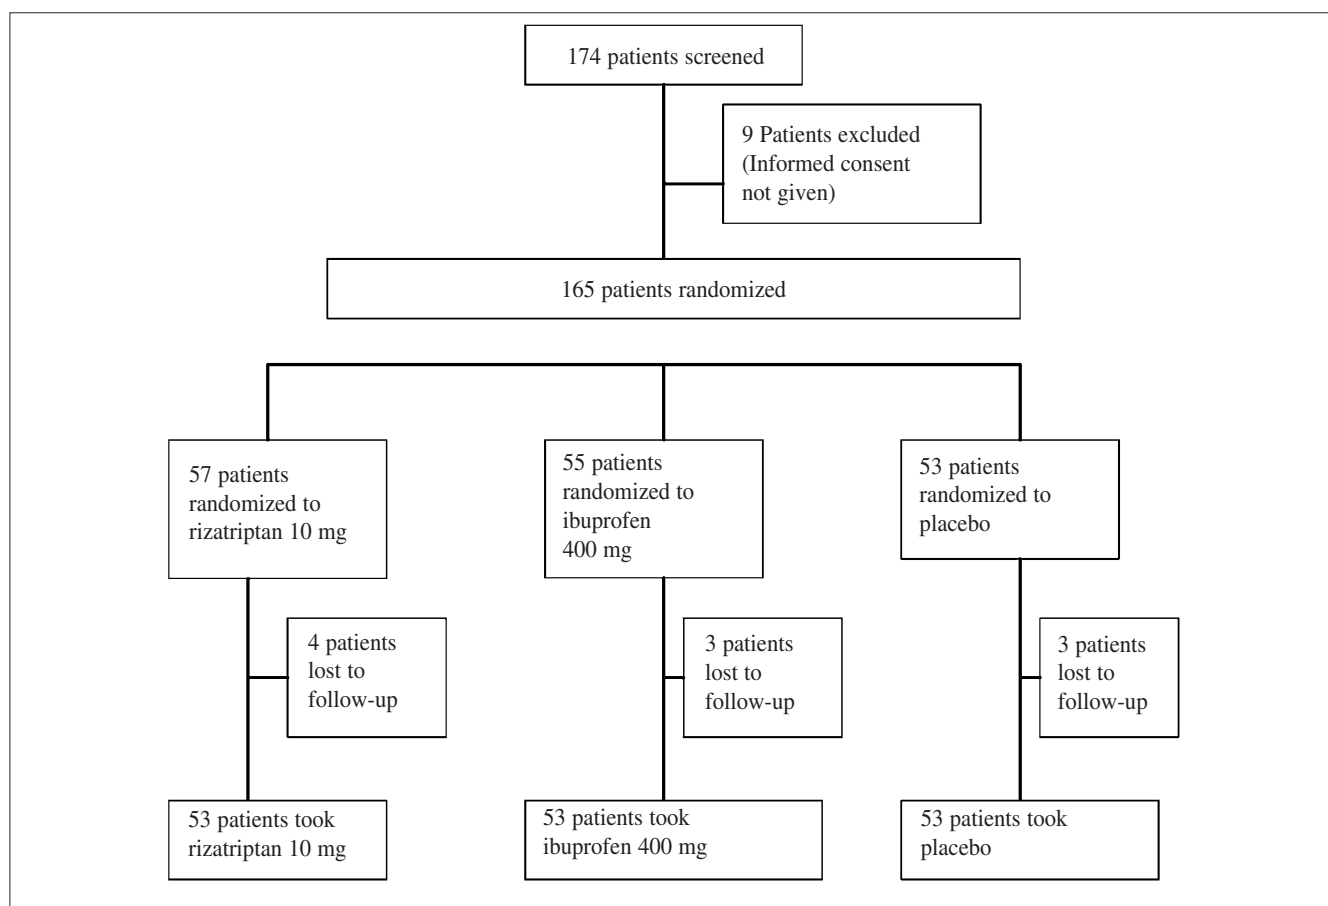 174 patients screened
9 Patients excluded
(Informed consent
not given)
165 patients randomized
57 patients
randomized to
rizatriptan 10 mg
55 patients
randomized to
ibuprofen
400 mg
53 patients
randomized to
placebo
4 patients
lost to
follow-up
3 patients
lost to
follow-up
3 patients
lost to
follow-up
53 patients took
rizatriptan 10 mg
53 patients took
ibuprofen 400 mg
53 patients took
placebo